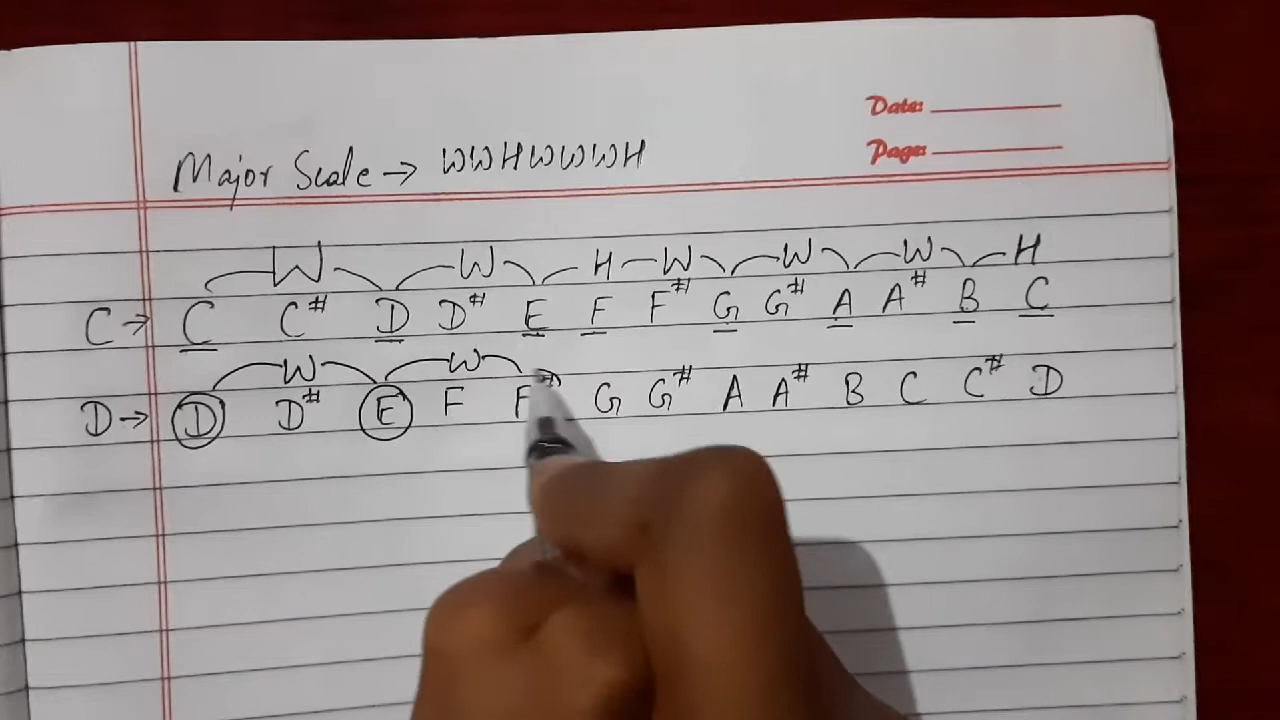 Date:
Page:
Major Scale → WWHWWWH
W W H W W W H
C → C C# D D# E F F# G G# A A# B C
W W
D → D D# E F F# G G# A A# B C C# D